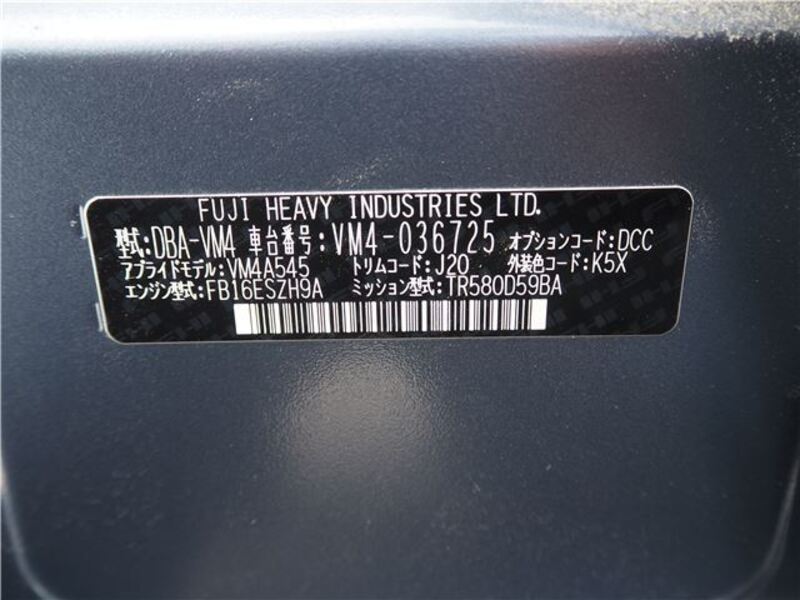 FUJI HEAVY INDUSTRIES LTD.
型式:DBA-VM4 車台番号:VM4-036725 オプションコード:DCC
アプライドモデル:VM4A545 トリムコード:J20 外装色コード:K5X
エンジン型式:FB16ESZH9A ミッション型式:TR580D59BA